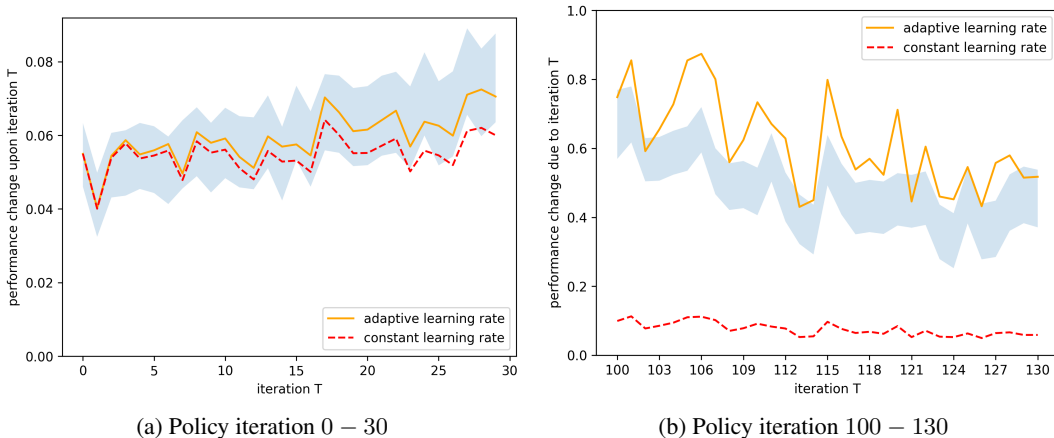 performance change upon iteration T
0.08
0.06
0.04
0.02
0.00
adaptive learning rate
constant learning rate
0 5 10 15 20 25 30
iteration T
(a) Policy iteration 0 − 30
performance change due to iteration T
1.0
0.8
0.6
0.4
0.2
0.0
adaptive learning rate
constant learning rate
100 103 106 109 112 115 118 121 124 127 130
iteration T
(b) Policy iteration 100 − 130